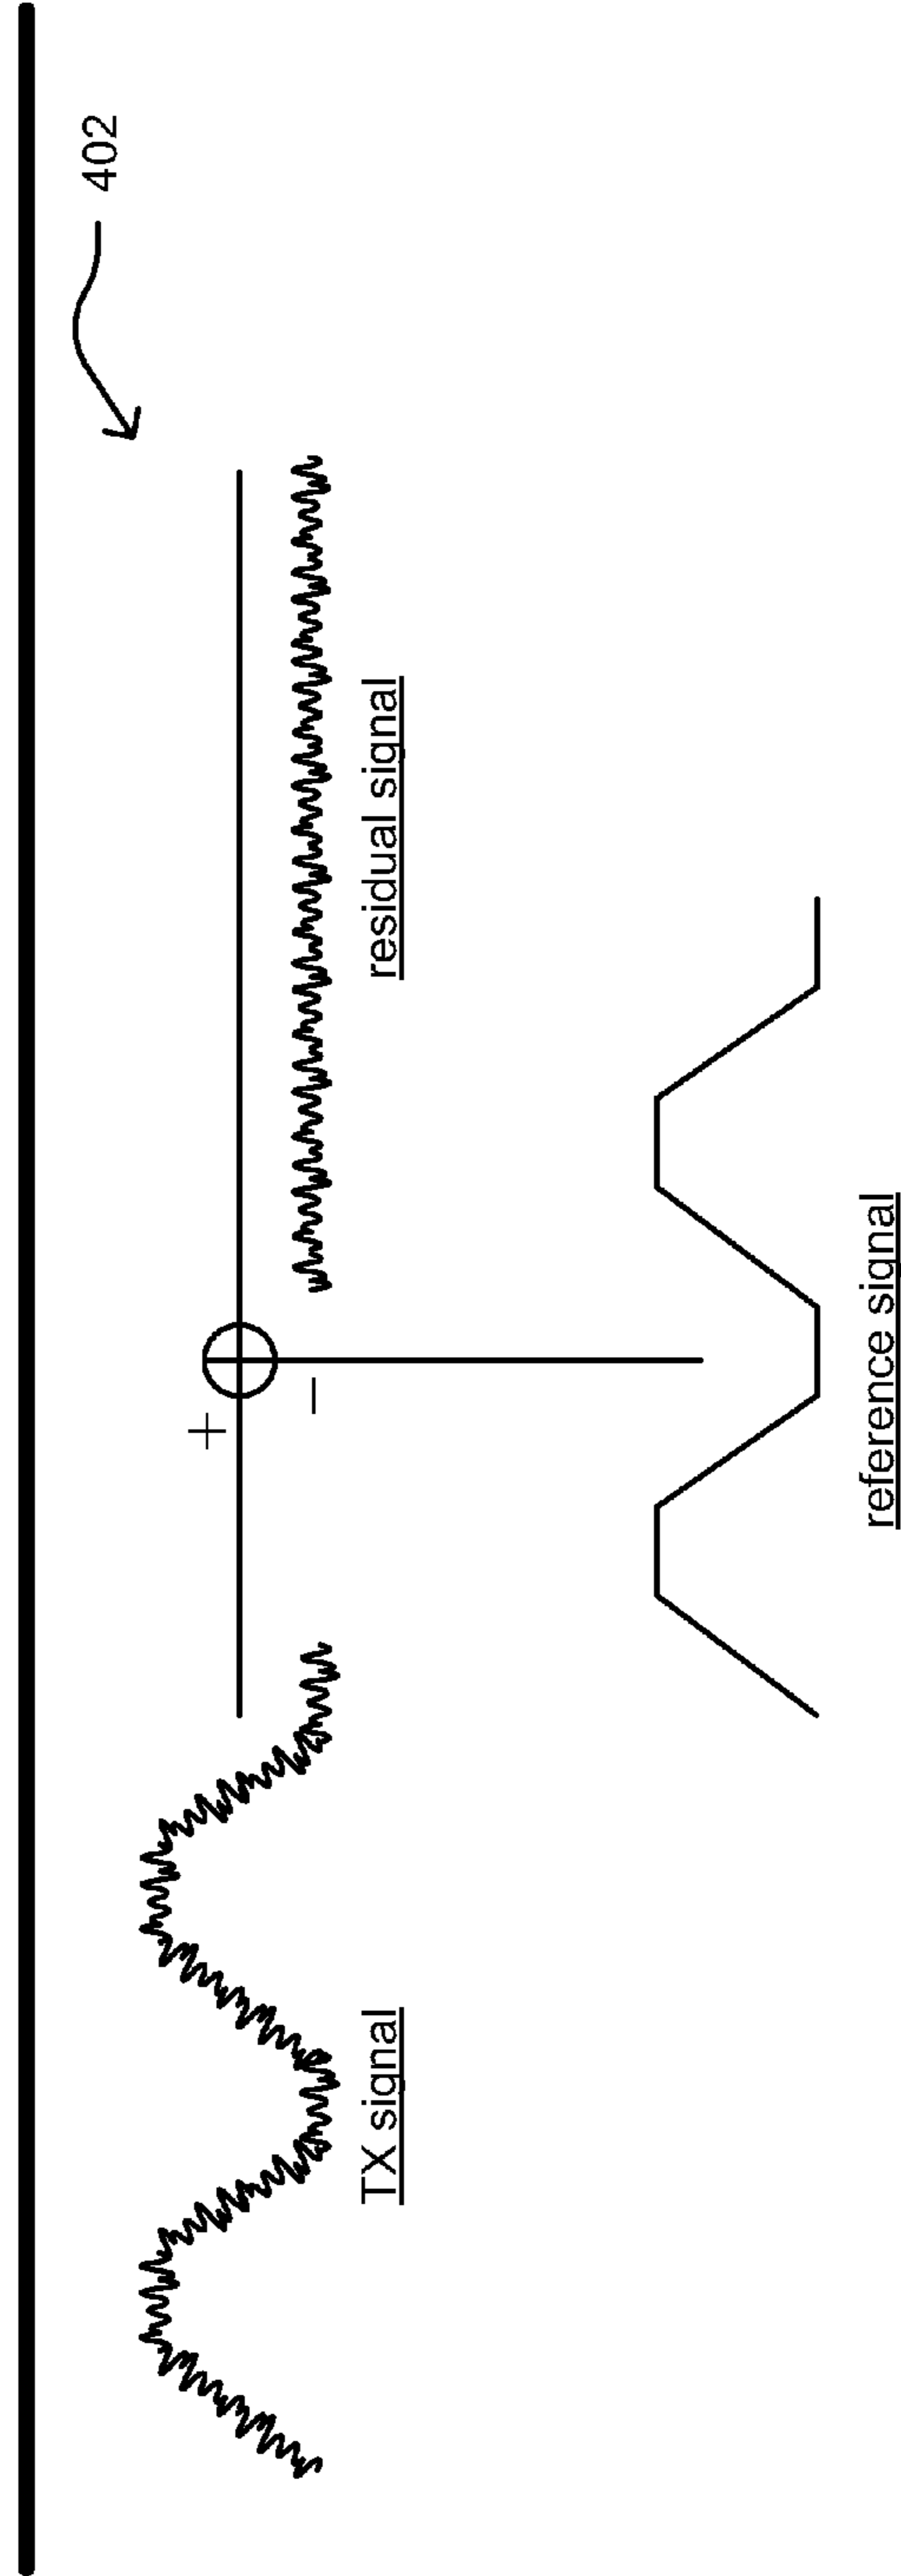 402
+
−
TX signal
residual signal
reference signal